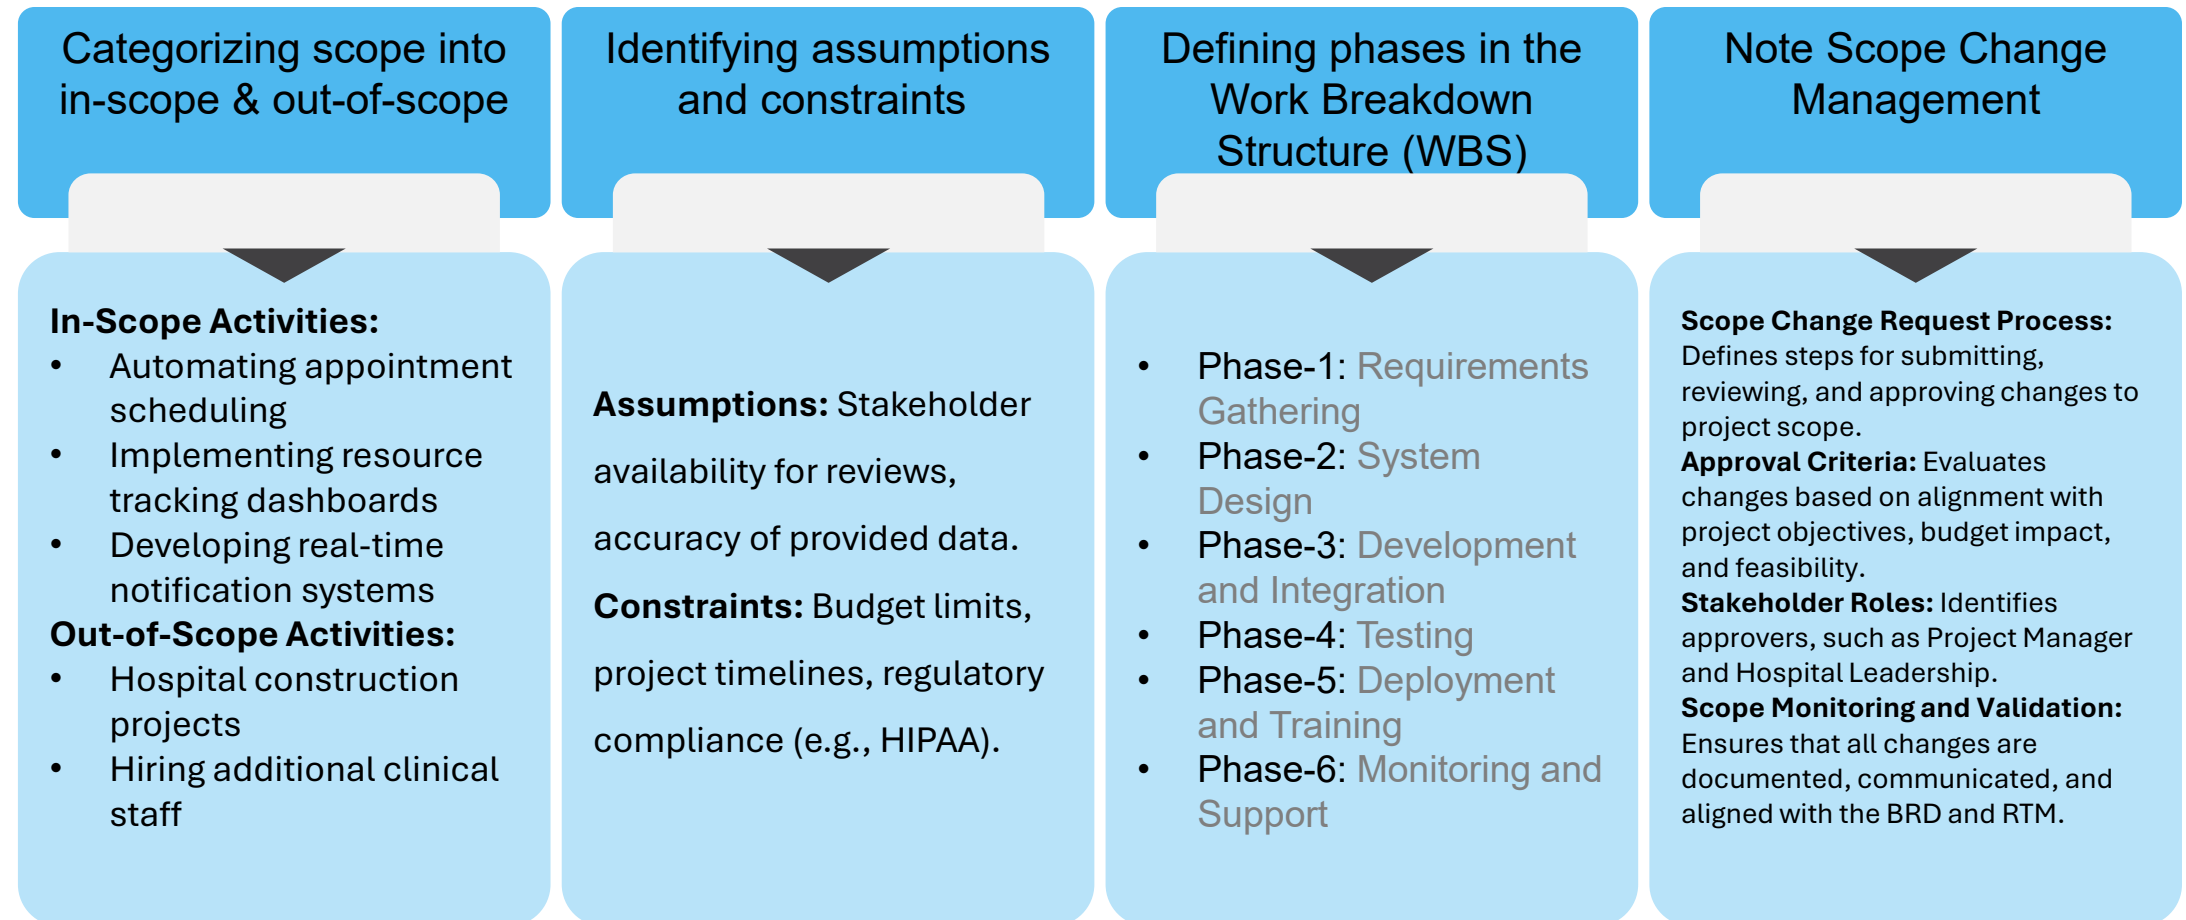 Categorizing scope into
in-scope & out-of-scope
In-Scope Activities:
• Automating appointment
scheduling
• Implementing resource
tracking dashboards
• Developing real-time
notification systems
Out-of-Scope Activities:
• Hospital construction
projects
• Hiring additional clinical
staff
Identifying assumptions
and constraints
Assumptions: Stakeholder
availability for reviews,
accuracy of provided data.
Constraints: Budget limits,
project timelines, regulatory
compliance (e.g., HIPAA).
Defining phases in the
Work Breakdown
Structure (WBS)
• Phase-1: Requirements
Gathering
• Phase-2: System
Design
• Phase-3: Development
and Integration
• Phase-4: Testing
• Phase-5: Deployment
and Training
• Phase-6: Monitoring and
Support
Note Scope Change
Management
Scope Change Request Process:
Defines steps for submitting,
reviewing, and approving changes to
project scope.
Approval Criteria: Evaluates
changes based on alignment with
project objectives, budget impact,
and feasibility.
Stakeholder Roles: Identifies
approvers, such as Project Manager
and Hospital Leadership.
Scope Monitoring and Validation:
Ensures that all changes are
documented, communicated, and
aligned with the BRD and RTM.